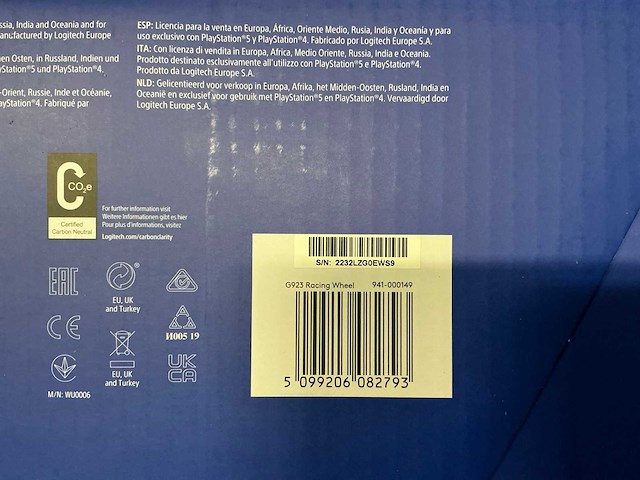 ssia, India and Oceania and for
anufactured by Logitech Europe
en Osten, in Russland, Indien und
yStation®5 und PlayStation®4.
-Orient, Russie, Inde et Océanie,
ayStation®4. Fabriqué par
ESP: Licencia para la venta en Europa, África, Oriente Medio, Rusia, India y Oceanía y para
uso exclusivo con PlayStation®5 y PlayStation®4. Fabricado por Logitech Europe S.A.
ITA: Con licenza di vendita in Europa, Africa, Medio Oriente, Russia, India e Oceania.
Prodotto destinato esclusivamente all'utilizzo con PlayStation®5 e PlayStation®4.
Prodotto da Logitech Europe S.A.
NLD: Gelicentieerd voor verkoop in Europa, Afrika, het Midden-Oosten, Rusland, India en
Oceanië en exclusief voor gebruik met PlayStation®5 en PlayStation®4. Vervaardigd door
Logitech Europe S.A.
CO₂e
Certified
Carbon Neutral
For further information visit
Weitere Informationen gibt es hier
Pour plus d'informations, visitez
Logitech.com/carbonclarity
EAC
EU, UK
and Turkey
CE
И005 19
EU, UK
and Turkey
UK
CA
M/N: WU0006
S/N: 2232LZG0EWS9
G923 Racing Wheel 941-000149
5 099206 082793